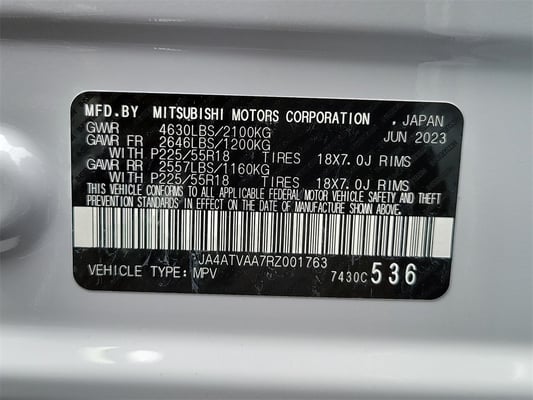 MFD.BY MITSUBISHI MOTORS CORPORATION , JAPAN
GVWR 4630LBS/2100KG JUN 2023
GAWR FR 2646LBS/1200KG
WITH P225/55R18 TIRES 18X7.0J RIMS
GAWR RR 2557LBS/1160KG
WITH P225/55R18 TIRES 18X7.0J RIMS
THIS VEHICLE CONFORMS TO ALL APPLICABLE FEDERAL MOTOR VEHICLE SAFETY AND THEFT
PREVENTION STANDARDS IN EFFECT ON THE DATE OF MANUFACTURE SHOWN ABOVE.
JA4ATVAA7RZ001763
VEHICLE TYPE: MPV 7430C 536